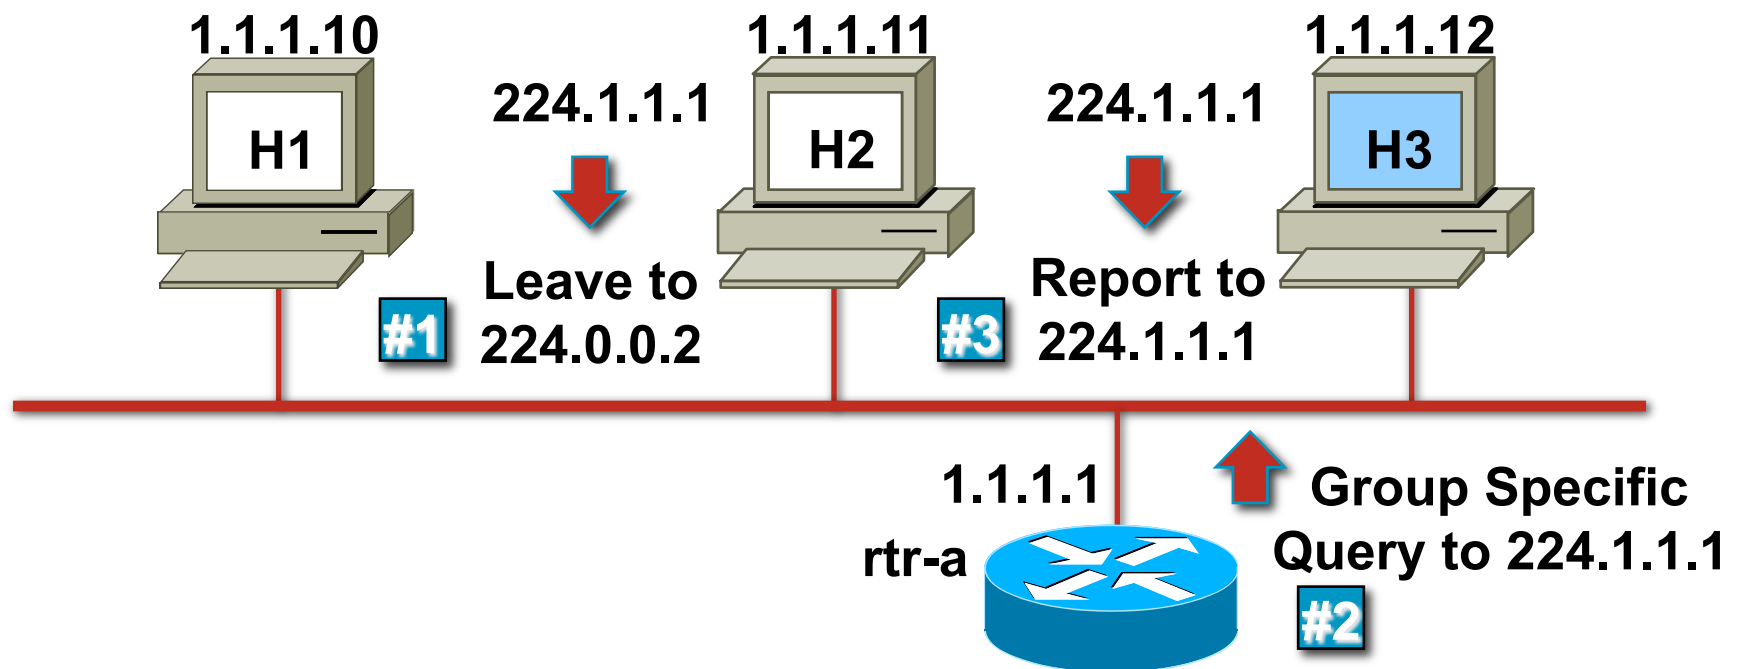 1.1.1.10
1.1.1.11
1.1.1.12
224.1.1.1
224.1.1.1
H1
H2
H3
Leave to
224.0.0.2
#1
Report to
224.1.1.1
#3
1.1.1.1
rtr-a
Group Specific
Query to 224.1.1.1
#2